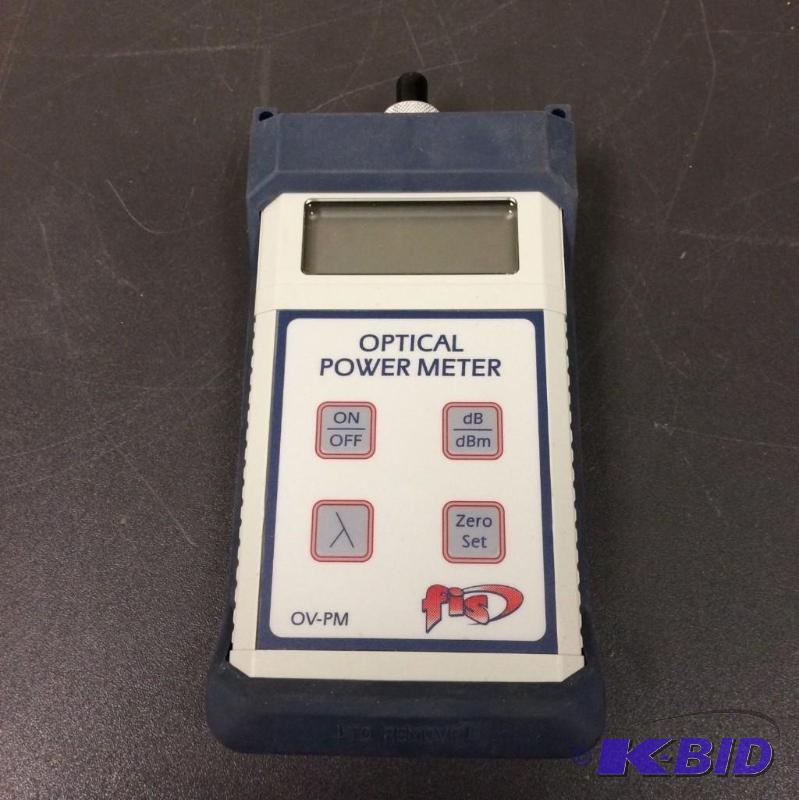 OPTICAL
POWER METER
ON
OFF
dB
dBm
λ
Zero
Set
OV-PM
fis
K-BID